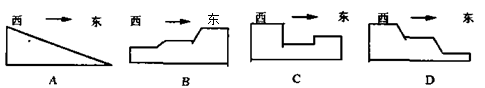 西 → 东 西 → 东 西 → 东 西 → 东
A B C D